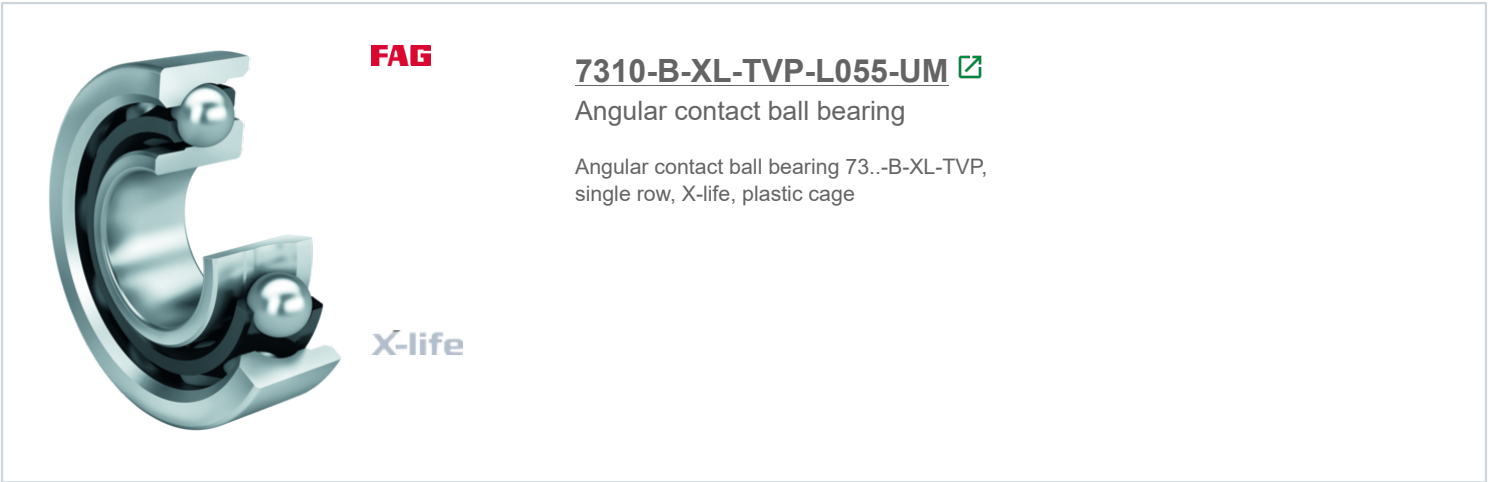 FAG
7310-B-XL-TVP-L055-UM
Angular contact ball bearing
Angular contact ball bearing 73..-B-XL-TVP,
single row, X-life, plastic cage
X-life